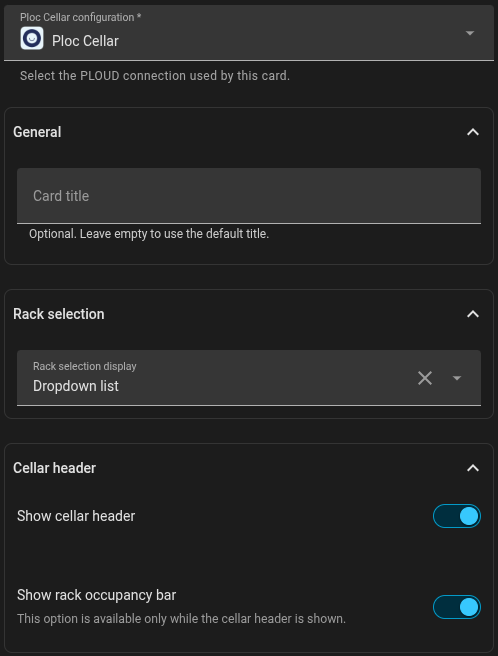 Ploc Cellar configuration *
Ploc Cellar
Select the PLOUD connection used by this card.
General
Card title
Optional. Leave empty to use the default title.
Rack selection
Rack selection display
Dropdown list
Cellar header
Show cellar header
Show rack occupancy bar
This option is available only while the cellar header is shown.